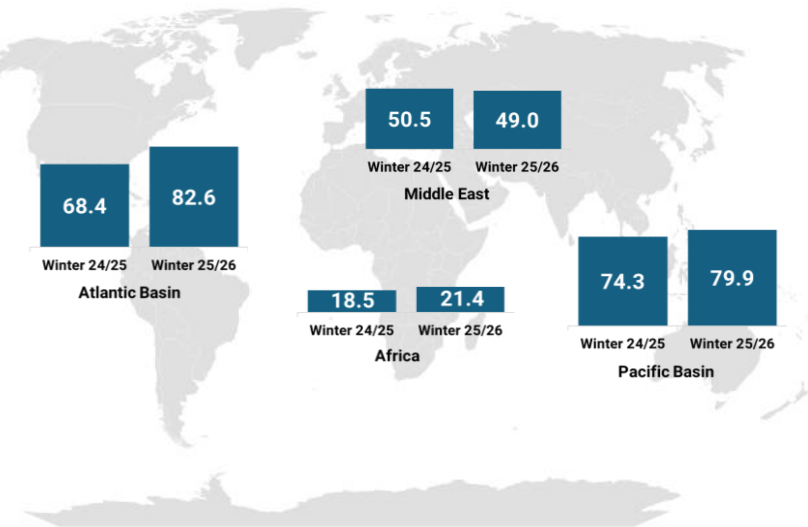 50.5 49.0
Winter 24/25 Winter 25/26
Middle East
68.4 82.6
Winter 24/25 Winter 25/26
Atlantic Basin
18.5 21.4
Winter 24/25 Winter 25/26
Africa
74.3 79.9
Winter 24/25 Winter 25/26
Pacific Basin